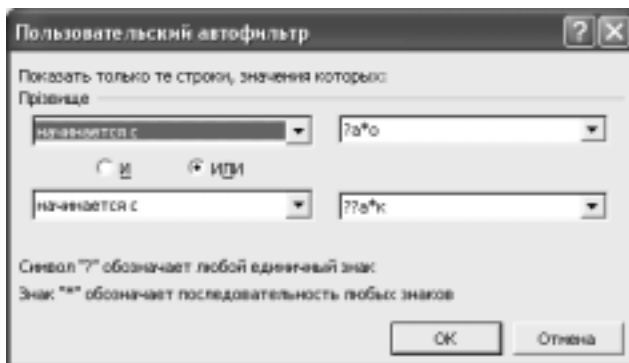 Пользовательский автофильтр
Показать только те строки, значения которых:
Прізвище
начинается с ?а*о
и или
начинается с ??а*к
Символ "?" обозначает любой единичный знак
Знак "*" обозначает последовательность любых знаков
ОК Отмена